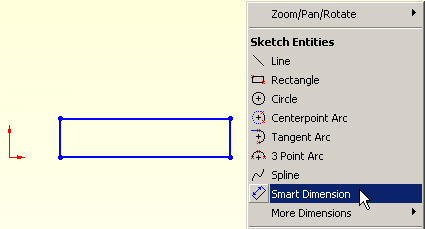 Zoom/Pan/Rotate
Sketch Entities
Line
Rectangle
Circle
Centerpoint Arc
Tangent Arc
3 Point Arc
Spline
Smart Dimension
More Dimensions